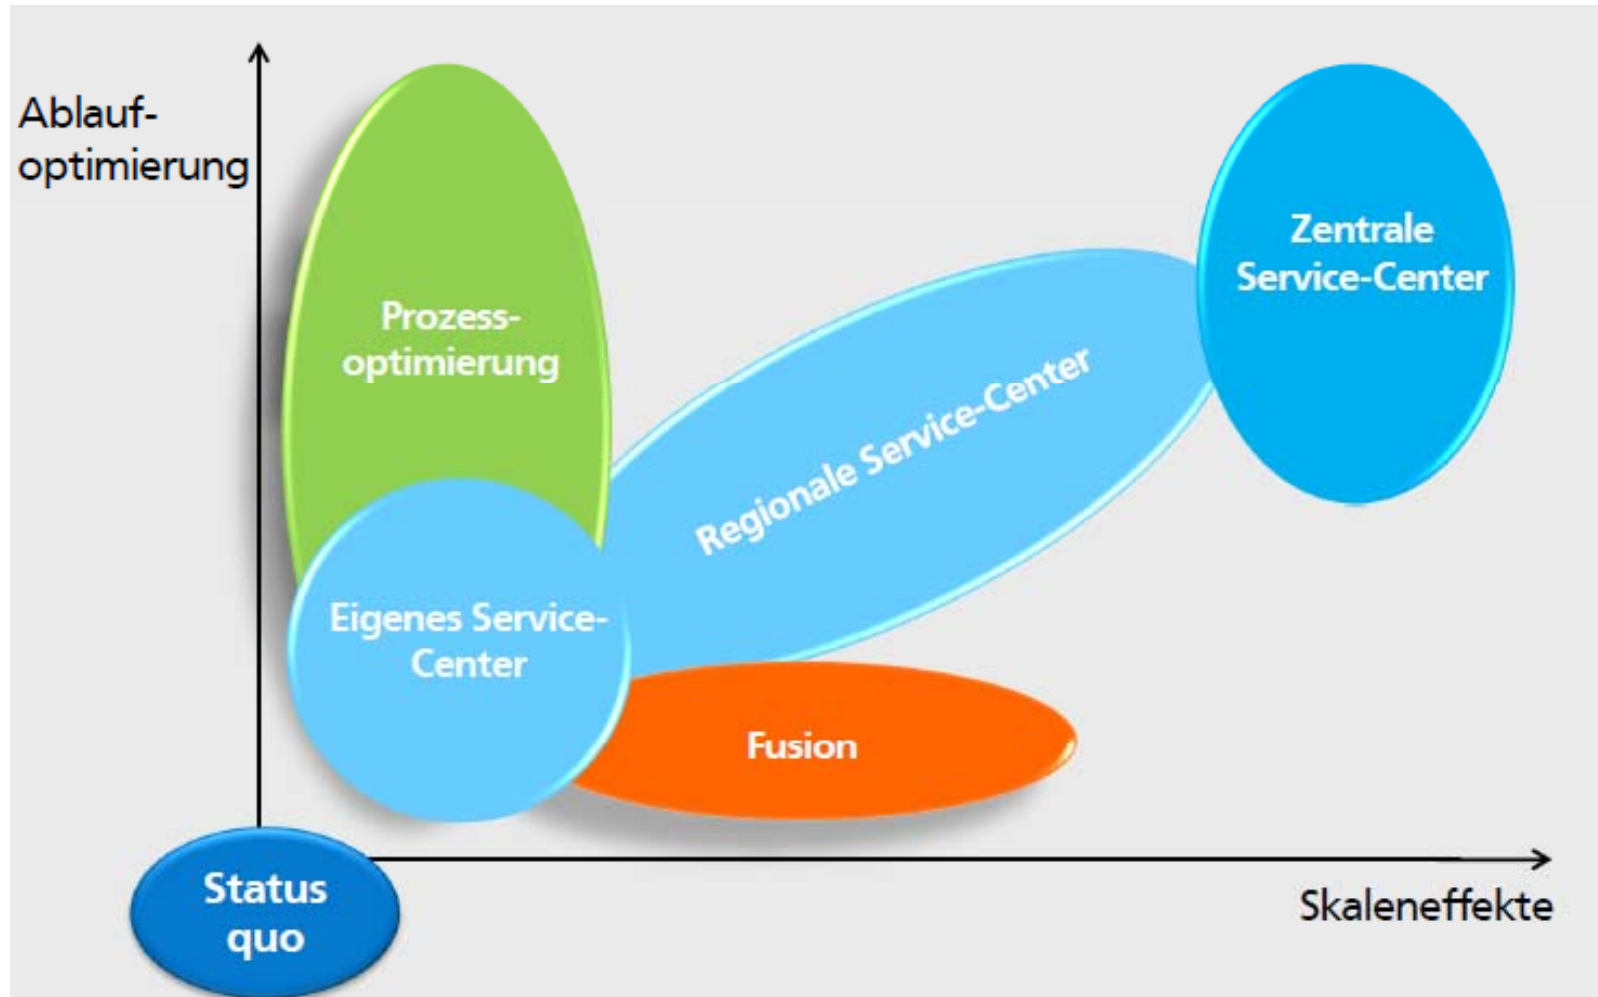 Ablauf-
optimierung
Prozess-
optimierung
Zentrale
Service-Center
Regionale Service-Center
Eigenes Service-
Center
Fusion
Status
quo
Skaleneffekte